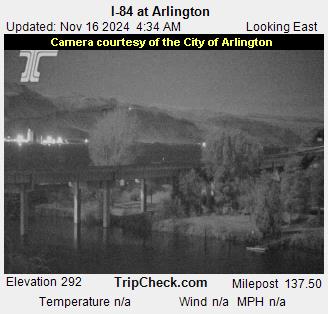 I-84 at Arlington
Updated: Nov 16 2024 4:34 AM Looking East
Camera courtesy of the City of Arlington
Elevation 292 TripCheck.com Milepost 137.50
Temperature n/a Wind n/a MPH n/a